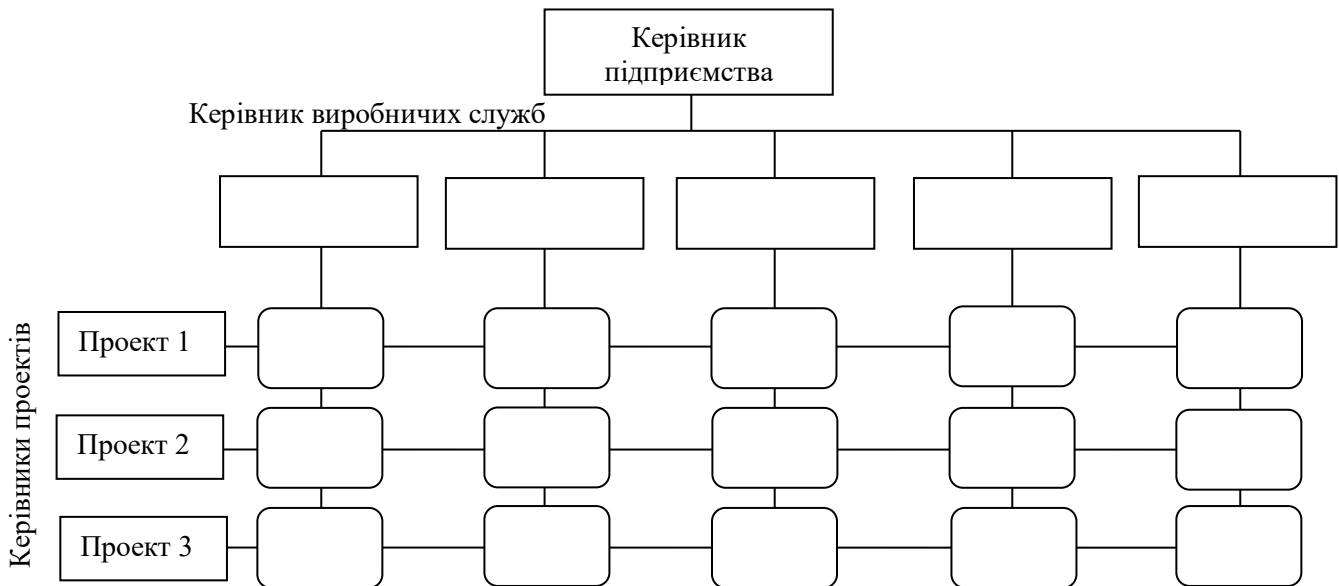 Керівник
підприємства
Керівник виробничих служб
Керівники проектів
Проект 1
Проект 2
Проект 3